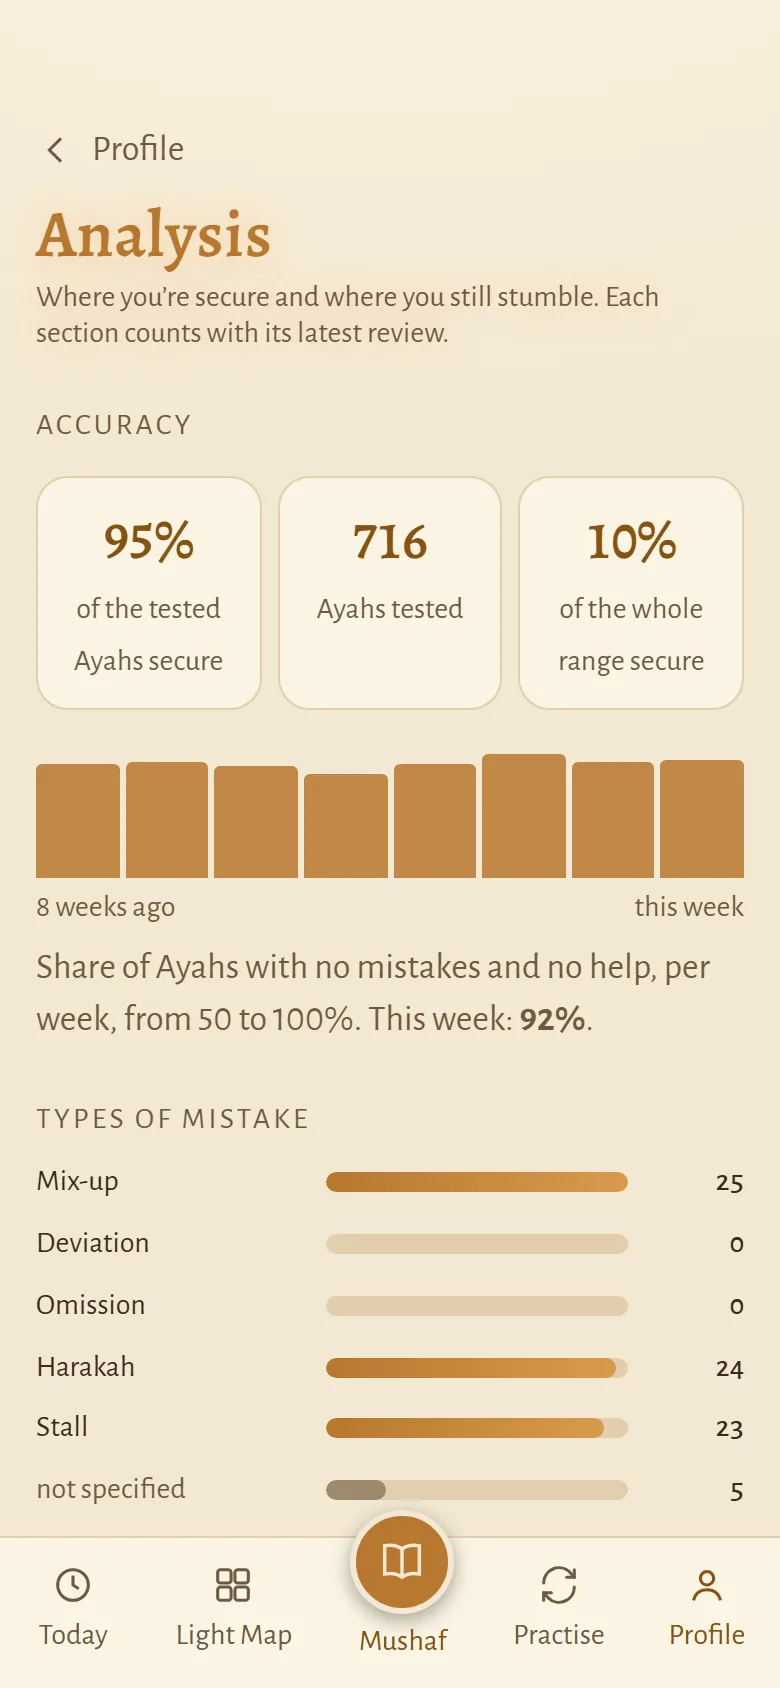 Profile
Analysis
Where you’re secure and where you still stumble. Each
section counts with its latest review.
ACCURACY
95%
of the tested
Ayahs secure
716
Ayahs tested
10%
of the whole
range secure
8 weeks ago
this week
Share of Ayahs with no mistakes and no help, per
week, from 50 to 100%. This week: 92%.
TYPES OF MISTAKE
Mix-up 25
Deviation 0
Omission 0
Harakah 24
Stall 23
not specified 5
Today
Light Map
Mushaf
Practise
Profile